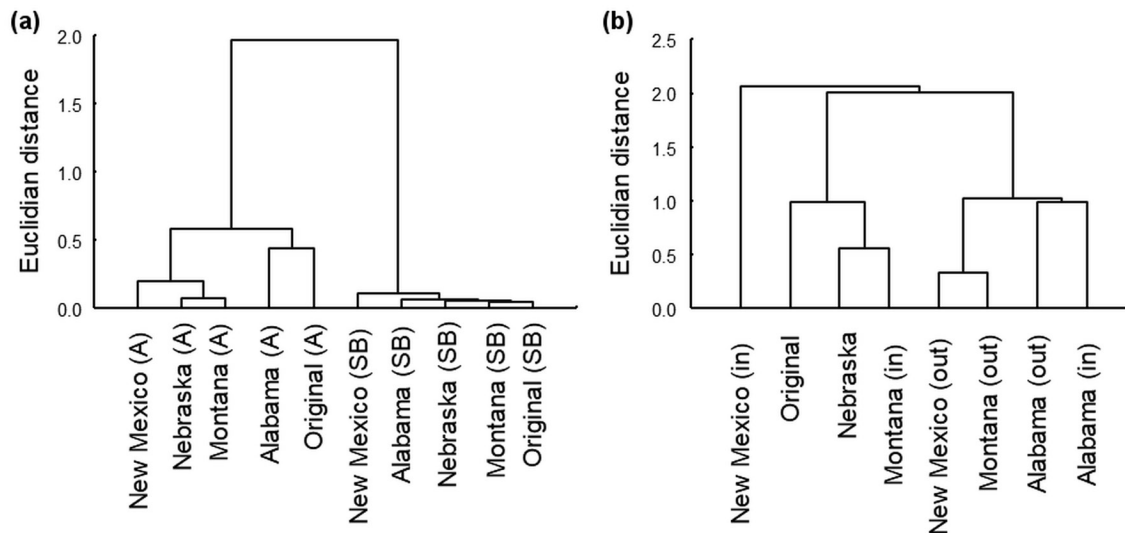 (a)
Euclidian distance
2.0
1.5
1.0
0.5
0.0
New Mexico (A)
Nebraska (A)
Montana (A)
Alabama (A)
Original (A)
New Mexico (SB)
Alabama (SB)
Nebraska (SB)
Montana (SB)
Original (SB)
(b)
Euclidian distance
2.5
2.0
1.5
1.0
0.5
0.0
New Mexico (in)
Original
Nebraska
Montana (in)
New Mexico (out)
Montana (out)
Alabama (out)
Alabama (in)